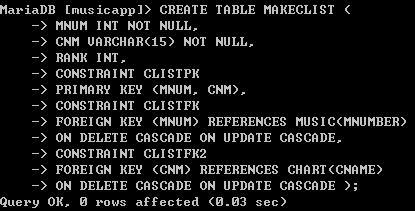 MariaDB [musicapp]> CREATE TABLE MAKECLIST (
-> MNUM INT NOT NULL,
-> CNM VARCHAR(15) NOT NULL,
-> RANK INT,
-> CONSTRAINT CLISTPK
-> PRIMARY KEY (MNUM, CNM),
-> CONSTRAINT CLISTFK
-> FOREIGN KEY (MNUM) REFERENCES MUSIC(MNUMBER)
-> ON DELETE CASCADE ON UPDATE CASCADE,
-> CONSTRAINT CLISTFK2
-> FOREIGN KEY (CNM) REFERENCES CHART(CNAME)
-> ON DELETE CASCADE ON UPDATE CASCADE );
Query OK, 0 rows affected (0.03 sec)